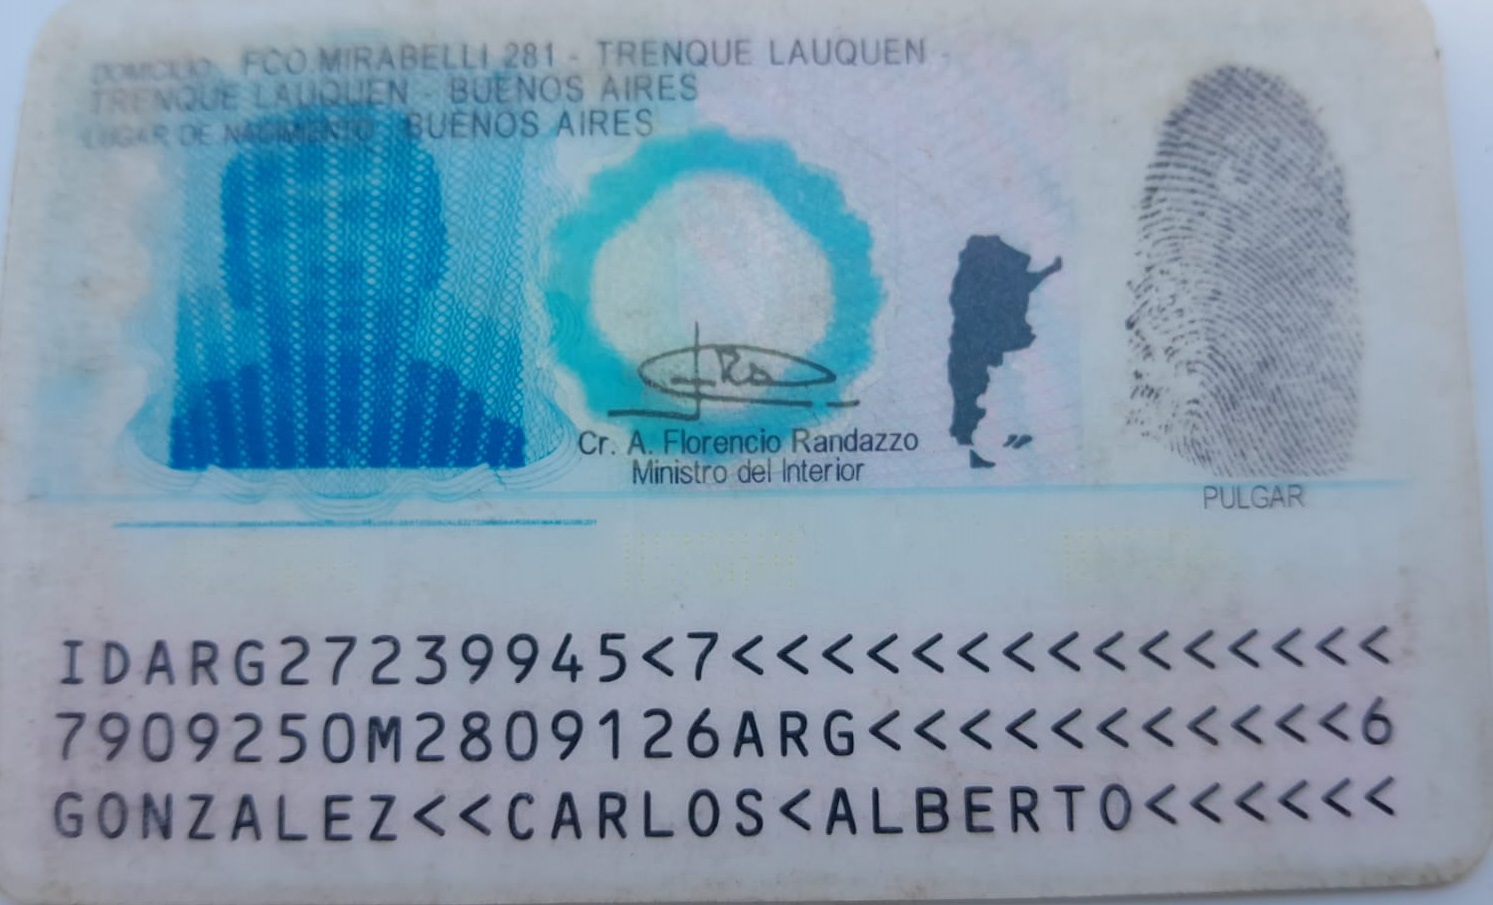 DOMICILIO: FCO.MIRABELLI 281 - TRENQUE LAUQUEN -
TRENQUE LAUQUEN - BUENOS AIRES
LUGAR DE NACIMIENTO: BUENOS AIRES
Cr. A. Florencio Randazzo
Ministro del Interior
PULGAR
IDARG27239945<7<<<<<<<<<<<<<<<
7909250M2809126ARG<<<<<<<<<<<6
GONZALEZ<<CARLOS<ALBERTO<<<<<<